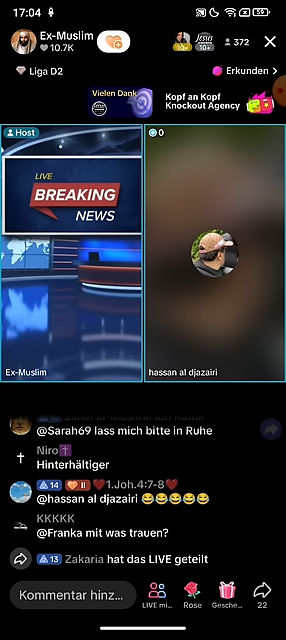 17:04
59
Ex-Muslim
10.7K
10+
Jesus
10+
372
Liga D2
Erkunden >
Vielen Dank
Kopf an Kopf
Knockout Agency
Host
0
LIVE
BREAKING
NEWS
Ex-Muslim
hassan al djazairi
@Sarah69 lass mich bitte in Ruhe
Niro✝️
Hinterhältiger
14 II ❤️1.Joh.4:7-8❤️
@hassan al djazairi 😂😂😂😂😂
KKKKK
@Franka mit was trauen?
13 Zakaria hat das LIVE geteilt
Kommentar hinz...
LIVE mi...
Rose
Gesche...
22